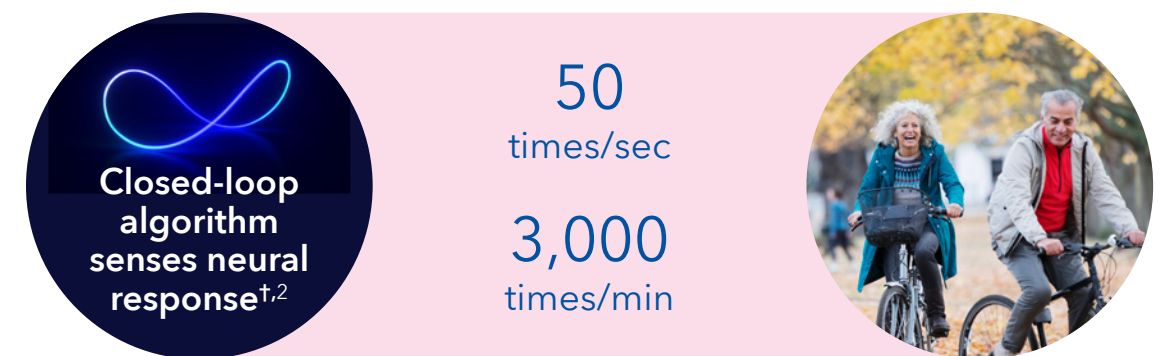 Closed-loop
algorithm
senses neural
response†,2
50
times/sec
3,000
times/min